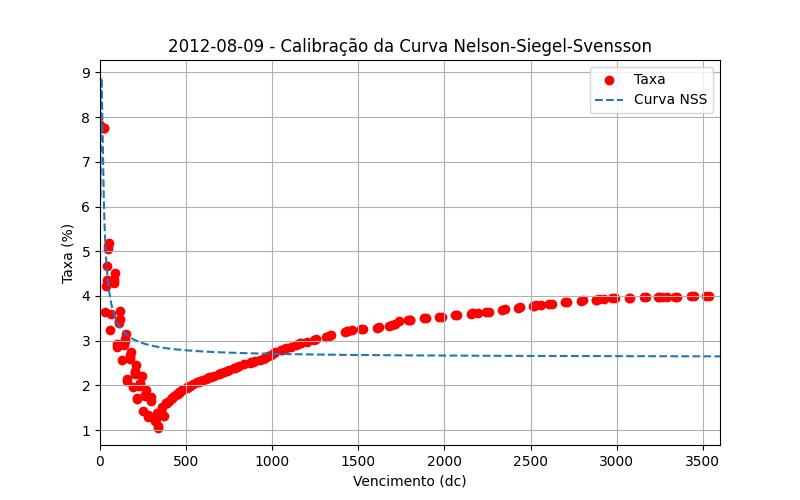 2012-08-09 - Calibração da Curva Nelson-Siegel-Svensson
Taxa
Curva NSS
Taxa (%)
9
8
7
6
5
4
3
2
1
0 500 1000 1500 2000 2500 3000 3500
Vencimento (dc)